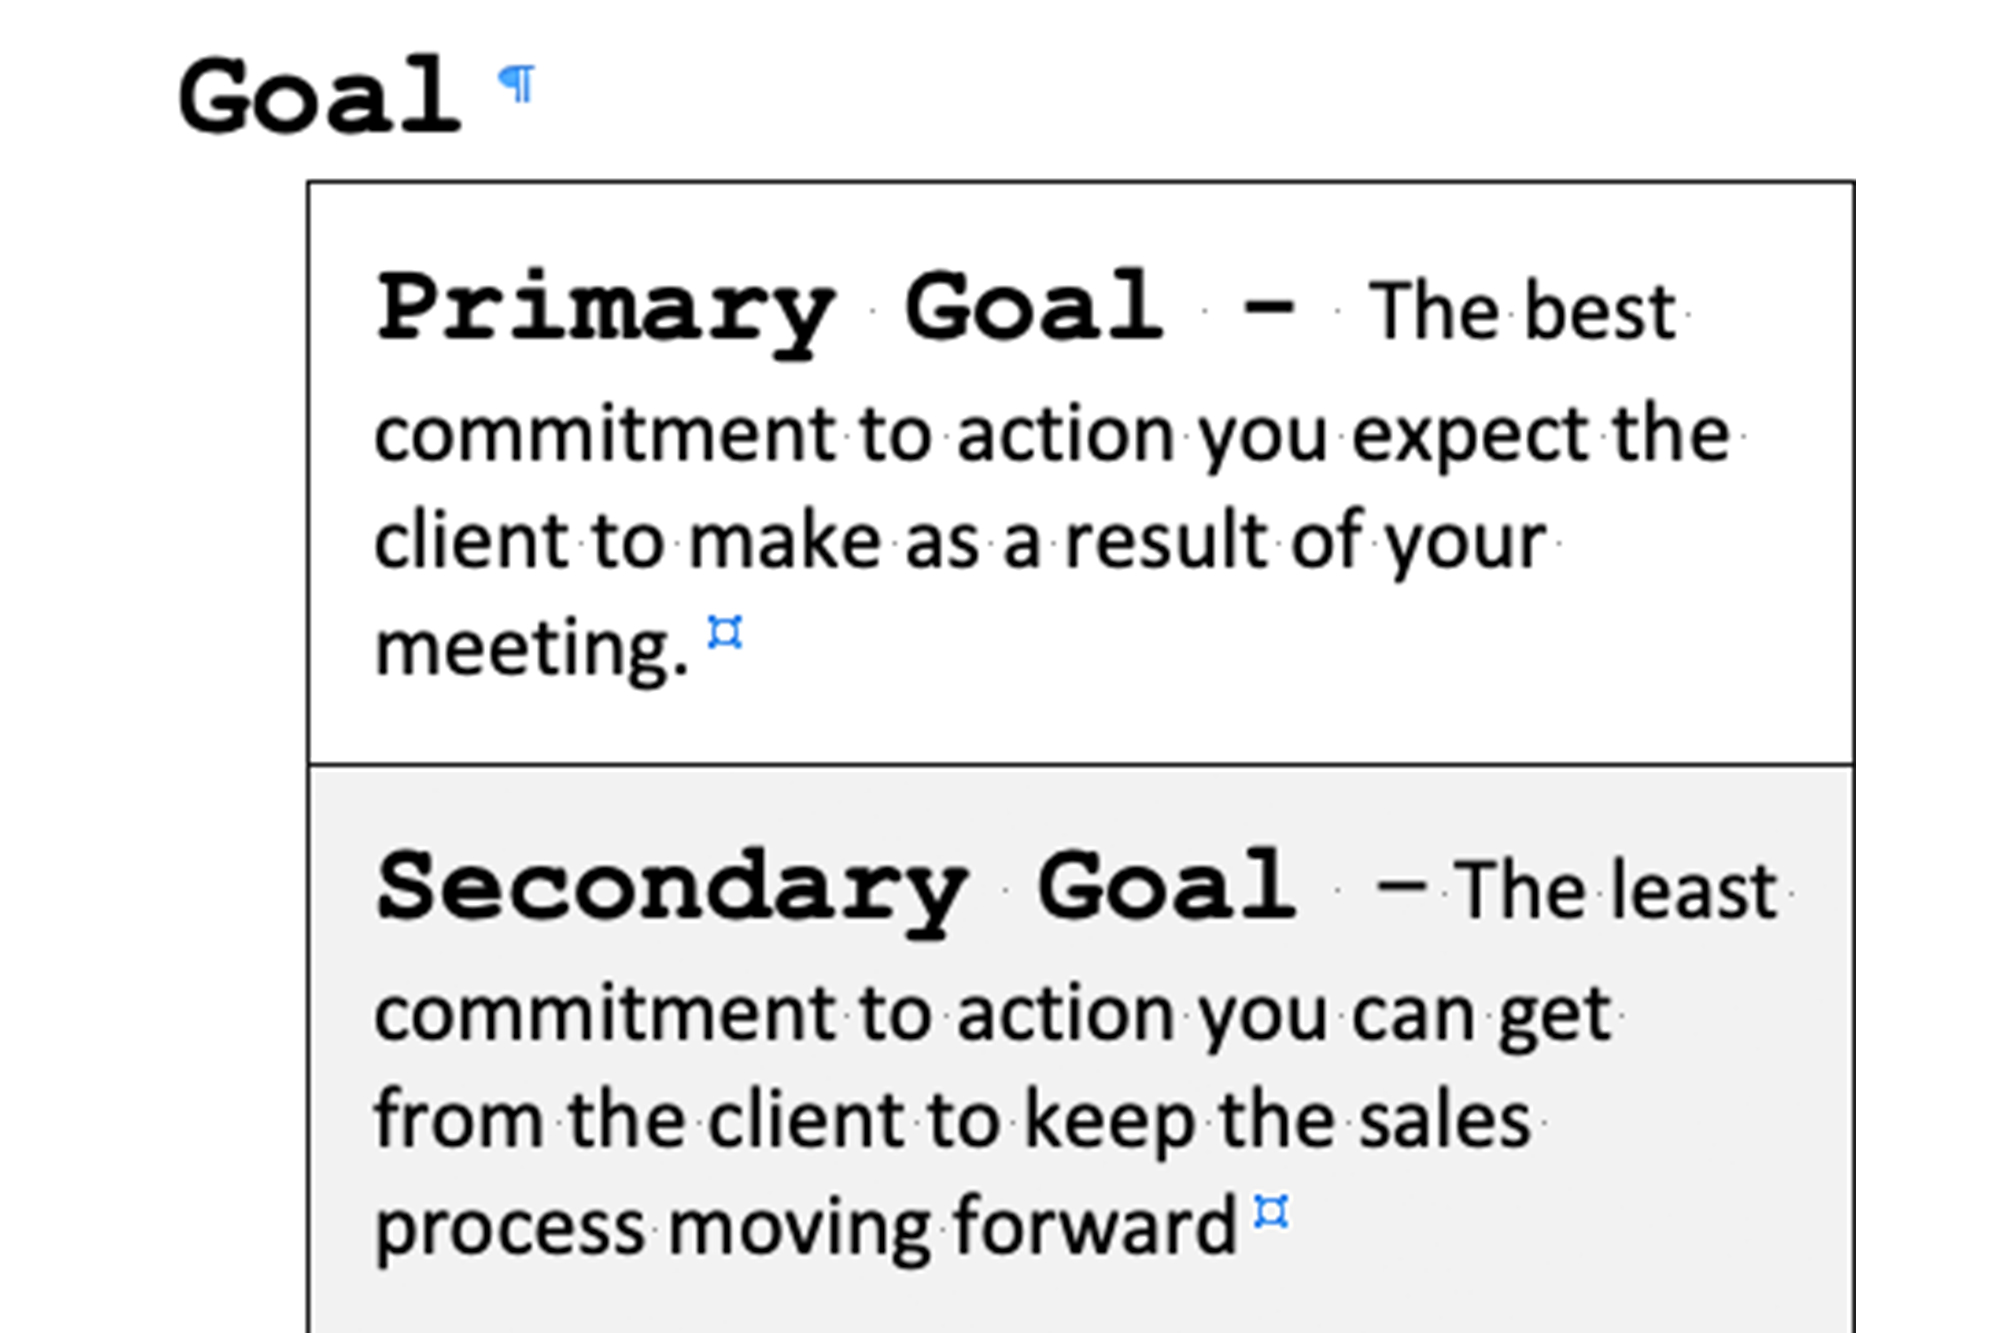 Goal ¶
Primary Goal – The best
commitment to action you expect the
client to make as a result of your
meeting. ¤
Secondary Goal – The least
commitment to action you can get
from the client to keep the sales
process moving forward ¤